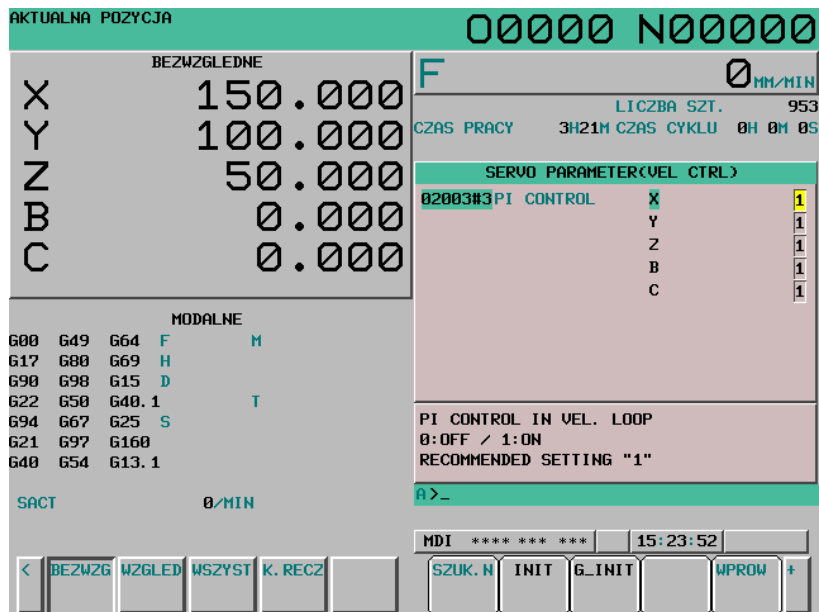 AKTUALNA POZYCJA
O0000 N00000
BEZWZGLEDNE
X 150.000
Y 100.000
Z 50.000
B 0.000
C 0.000
F 0 MM/MIN
LICZBA SZT. 953
CZAS PRACY 3H21M CZAS CYKLU 0H 0M 0S
SERVO PARAMETER(VEL CTRL)
02003#3 PI CONTROL X 1
Y 1
Z 1
B 1
C 1
PI CONTROL IN VEL. LOOP
0:OFF / 1:ON
RECOMMENDED SETTING "1"
MODALNE
G00 G49 G64 F M
G17 G80 G69 H
G90 G98 G15 D
G22 G50 G40.1 T
G94 G67 G25 S
G21 G97 G160
G40 G54 G13.1
SACT 0/MIN
A>_
MDI **** *** *** 15:23:52
< BEZWZG WZGLED WSZYST K.RECZ
SZUK.N INIT G_INIT WPROW +